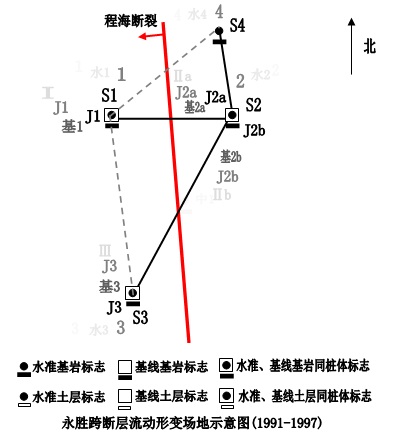 程海断裂
水4
4
S4
北
水1
1
IIa
2
水2
J2a
J2a
基2a
S1
S2
J1
J1
基1
J2b
基2b
J2b
IIb
III
J3
基3
J3
S3
水3
3
水准基岩标志
基线基岩标志
水准、基线基岩同桩体标志
水准土层标志
基线土层标志
水准、基线土层同桩体标志
永胜跨断层流动形变场地示意图(1991-1997)